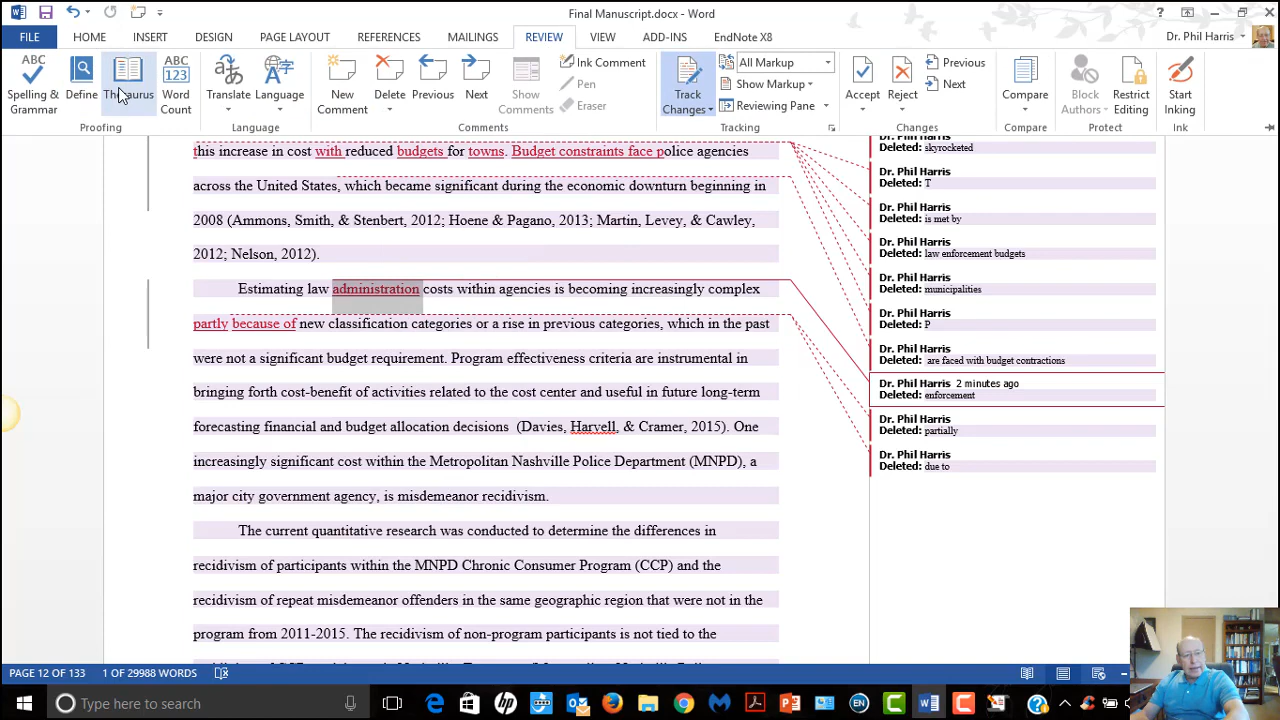 Final Manuscript.docx - Word
FILE HOME INSERT DESIGN PAGE LAYOUT REFERENCES MAILINGS REVIEW VIEW ADD-INS EndNote X8 Dr. Phil Harris
ABC Spelling & Grammar Define Thesaurus ABC 123 Word Count Translate Language New Comment Delete Previous Next Show Comments Ink Comment Pen Eraser Track Changes All Markup Show Markup Reviewing Pane Accept Reject Previous Next Compare Block Authors Restrict Editing Start Inking
Proofing Language Comments Tracking Changes Compare Protect Ink
this increase in cost with reduced budgets for towns. Budget constraints face police agencies
across the United States, which became significant during the economic downturn beginning in
2008 (Ammons, Smith, & Stenbert, 2012; Hoene & Pagano, 2013; Martin, Levey, & Cawley,
2012; Nelson, 2012).
Estimating law administration costs within agencies is becoming increasingly complex
partly because of new classification categories or a rise in previous categories, which in the past
were not a significant budget requirement. Program effectiveness criteria are instrumental in
bringing forth cost-benefit of activities related to the cost center and useful in future long-term
forecasting financial and budget allocation decisions (Davies, Harvell, & Cramer, 2015). One
increasingly significant cost within the Metropolitan Nashville Police Department (MNPD), a
major city government agency, is misdemeanor recidivism.
The current quantitative research was conducted to determine the differences in
recidivism of participants within the MNPD Chronic Consumer Program (CCP) and the
recidivism of repeat misdemeanor offenders in the same geographic region that were not in the
program from 2011-2015. The recidivism of non-program participants is not tied to the
Dr. Phil Harris
Deleted: skyrocketed
Dr. Phil Harris
Deleted: T
Dr. Phil Harris
Deleted: is met by
Dr. Phil Harris
Deleted: law enforcement budgets
Dr. Phil Harris
Deleted: municipalities
Dr. Phil Harris
Deleted: P
Dr. Phil Harris
Deleted: are faced with budget contractions
Dr. Phil Harris 2 minutes ago
Deleted: enforcement
Dr. Phil Harris
Deleted: partially
Dr. Phil Harris
Deleted: due to
PAGE 12 OF 133 1 OF 29988 WORDS
Type here to search